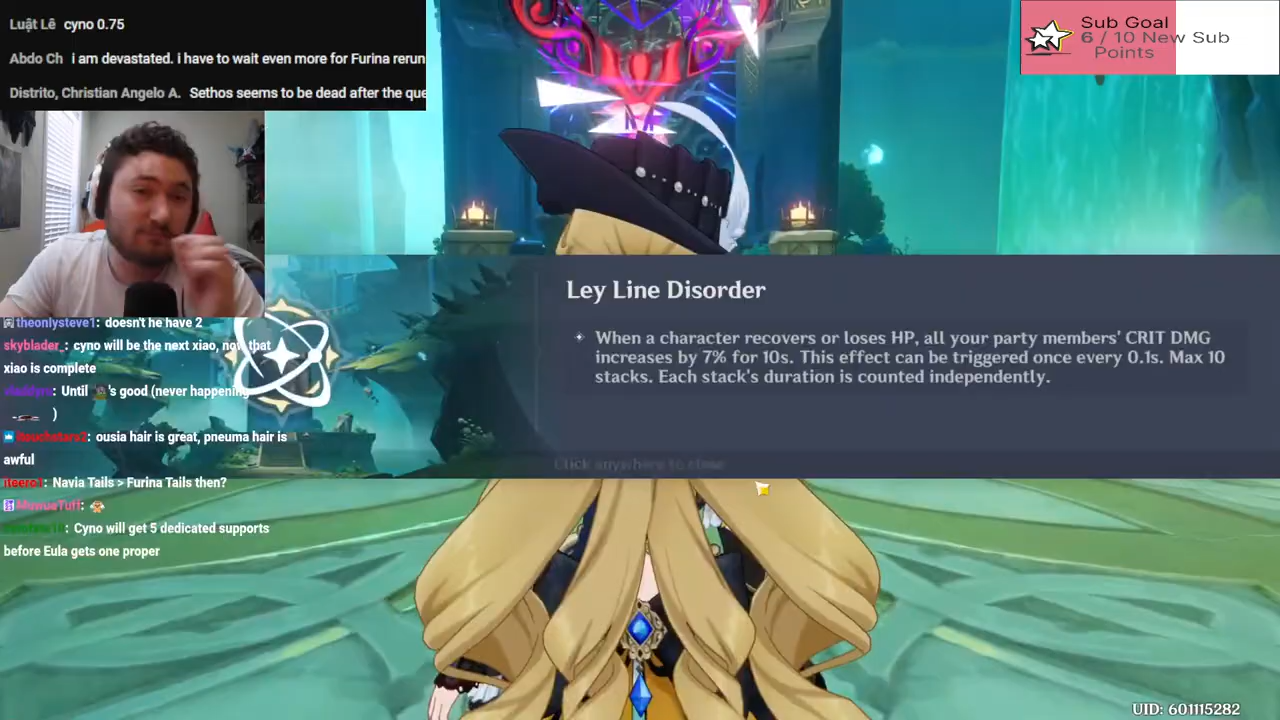 Luật Lê cyno 0.75
Abdo Ch i am devastated. i have to wait even more for Furina rerun
Distrito, Christian Angelo A. Sethos seems to be dead after the que
Sub Goal
6 / 10 New Sub
Points
Ley Line Disorder
When a character recovers or loses HP, all your party members' CRIT DMG
increases by 7% for 10s. This effect can be triggered once every 0.1s. Max 10
stacks. Each stack's duration is counted independently.
Click anywhere to close
theonlysteve1: doesn't he have 2
skyblader_: cyno will be the next xiao, now that
xiao is complete
Until 's good (never happening
)
ousia hair is great, pneuma hair is
awful
iteero1: Navia Tails > Furina Tails then?
Cyno will get 5 dedicated supports
before Eula gets one proper
UID: 601115282